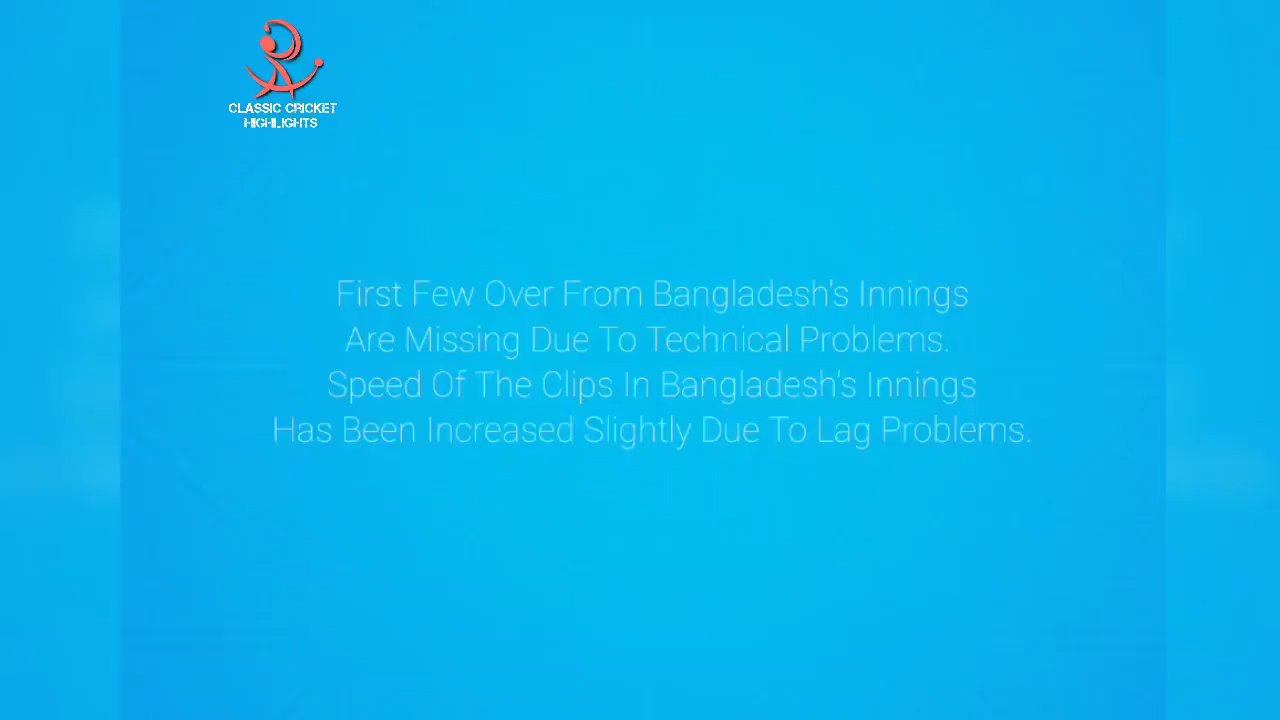 CLASSIC CRICKET
HIGHLIGHTS
First Few Over From Bangladesh's Innings
Are Missing Due To Technical Problems.
Speed Of The Clips In Bangladesh's Innings
Has Been Increased Slightly Due To Lag Problems.